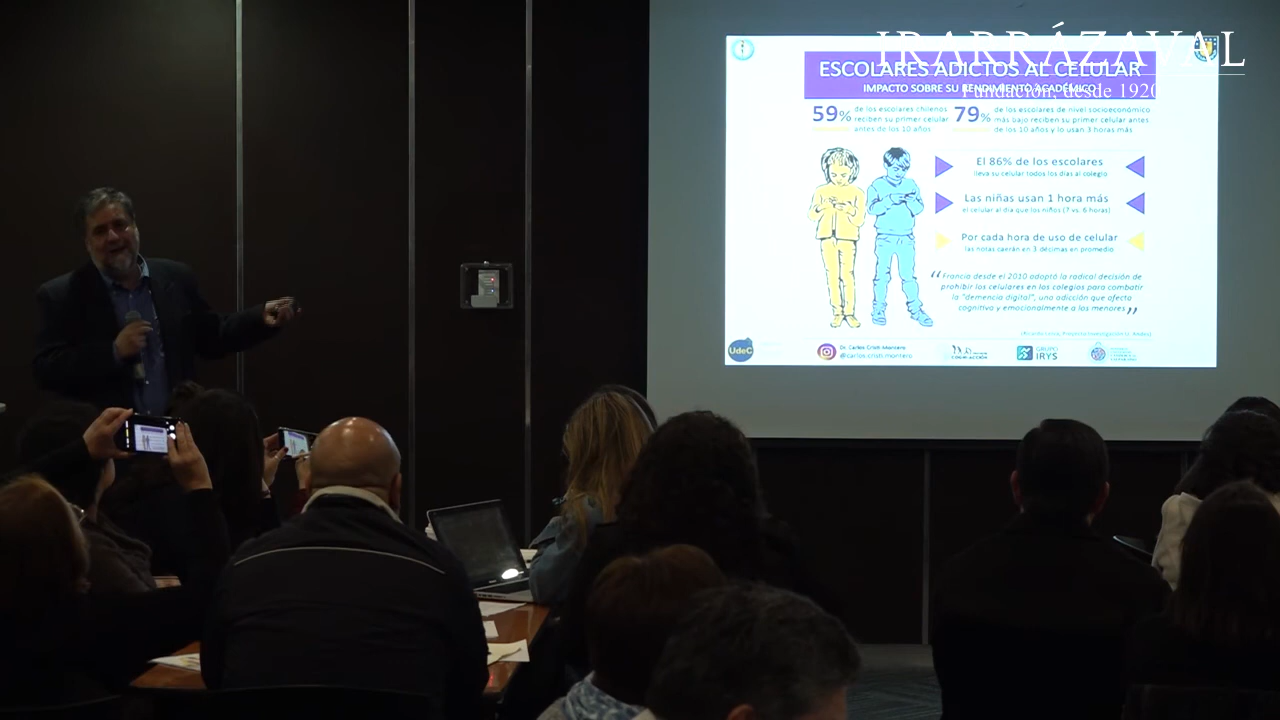 IRARRÁZAVAL
Fundación, desde 1920
ESCOLARES ADICTOS AL CELULAR
IMPACTO SOBRE SU RENDIMIENTO ACADÉMICO
59% de los escolares chilenos
reciben su primer celular
antes de los 10 años
79% de los escolares de nivel socioeconómico
más bajo reciben su primer celular antes
de los 10 años y lo usan 3 horas más
El 86% de los escolares
lleva su celular todos los días al colegio
Las niñas usan 1 hora más
el celular al día que los niños (7 vs. 6 horas)
Por cada hora de uso de celular
las notas caerán en 3 décimas en promedio
“Francia desde el 2010 adoptó la radical decisión de
prohibir los celulares en los colegios para combatir
la "demencia digital", una adicción que afecta
cognitiva y emocionalmente a los menores”
UdeC
Dr. Carlos Cristi Montero
@carlos.cristi.montero
GRUPO
IRYS